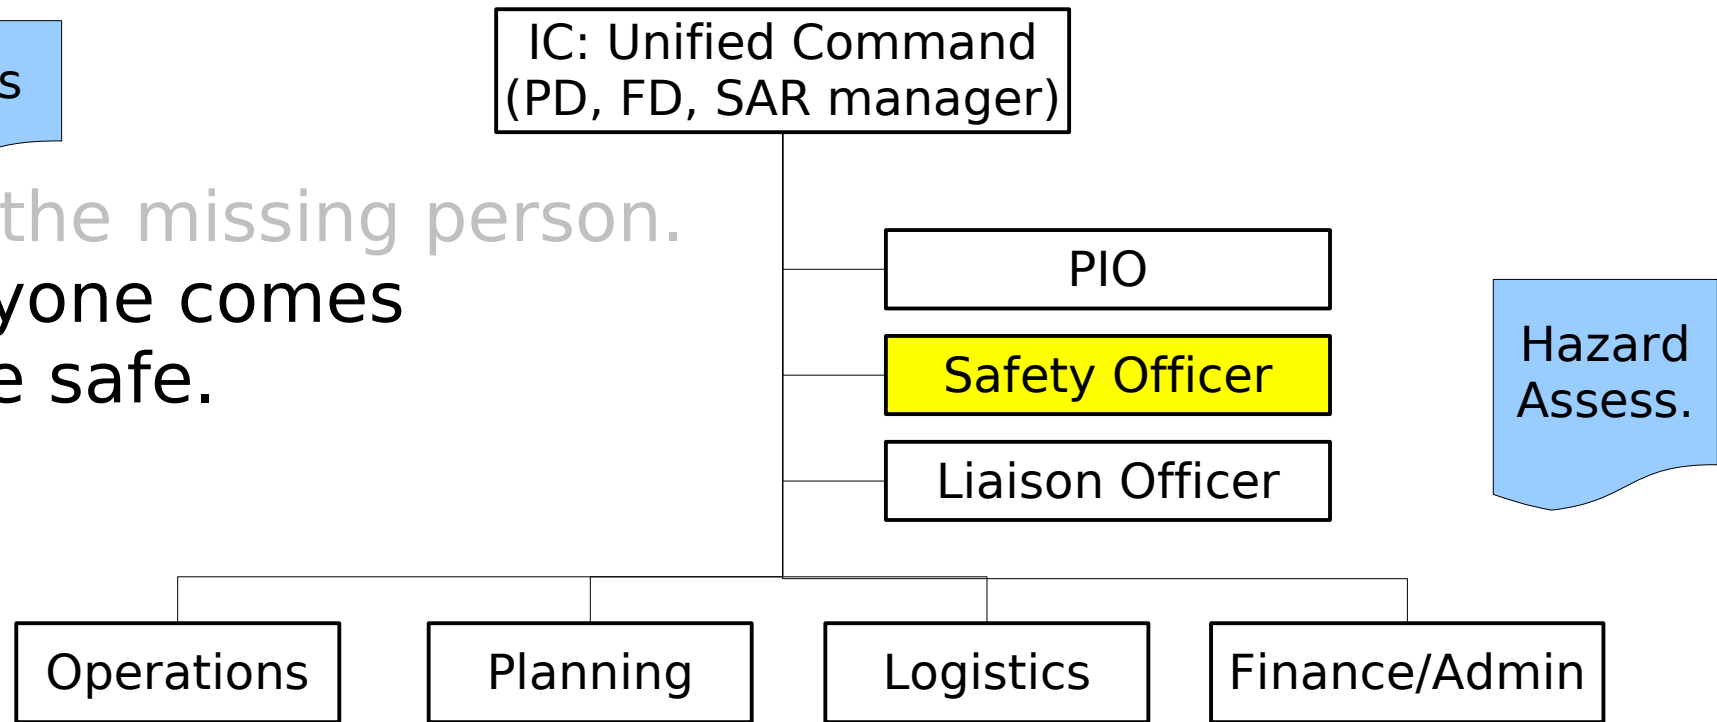 IC: Unified Command
(PD, FD, SAR manager)
s
the missing person.
yone comes
e safe.
PIO
Safety Officer
Liaison Officer
Hazard
Assess.
Operations
Planning
Logistics
Finance/Admin